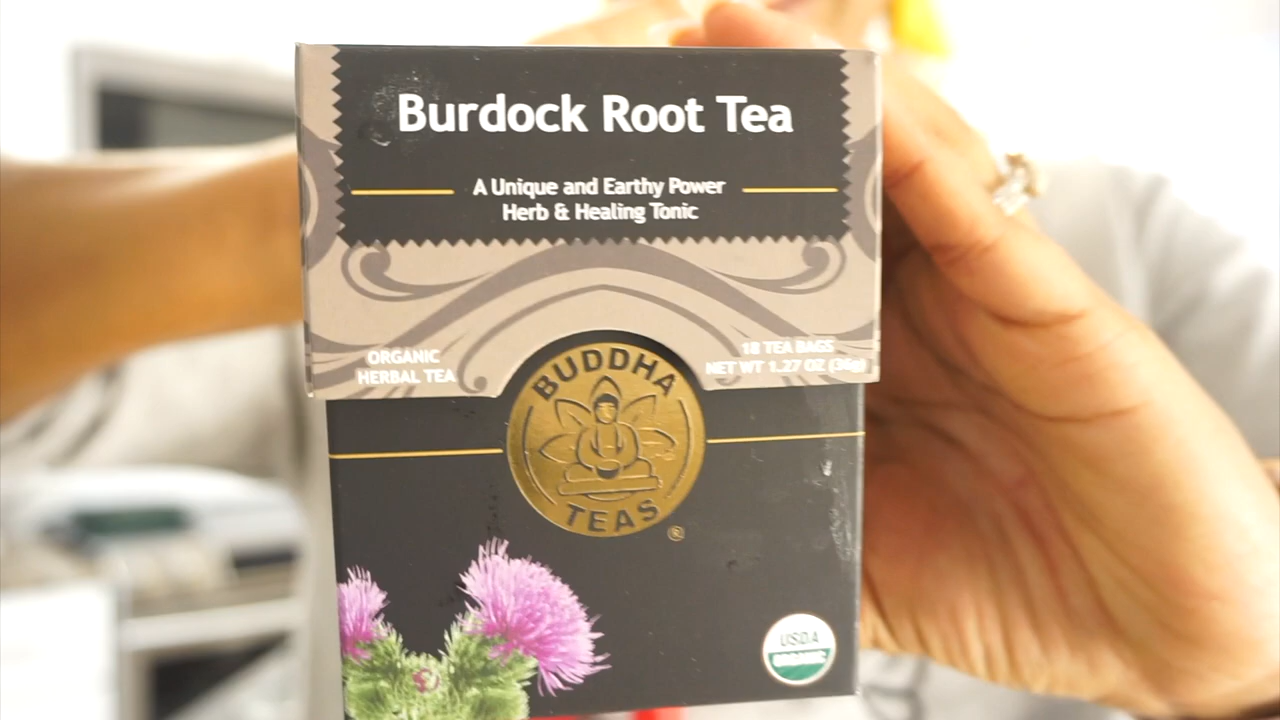 Burdock Root Tea
A Unique and Earthy Power
Herb & Healing Tonic
ORGANIC
HERBAL TEA
18 TEA BAGS
NET WT 1.27 OZ (36g)
BUDDHA
TEAS
®
USDA
ORGANIC